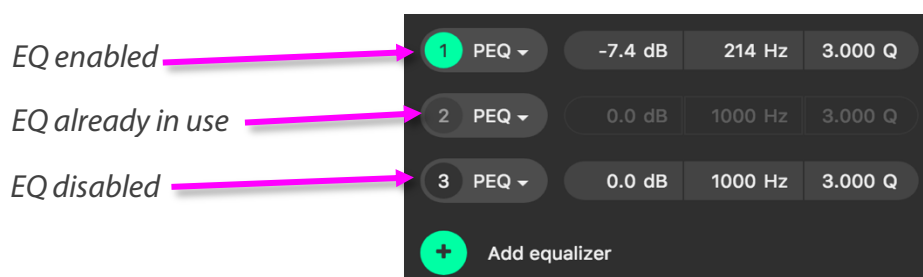 EQ enabled
1 PEQ -7.4 dB 214 Hz 3.000 Q
EQ already in use
2 PEQ 0.0 dB 1000 Hz 3.000 Q
EQ disabled
3 PEQ 0.0 dB 1000 Hz 3.000 Q
+ Add equalizer